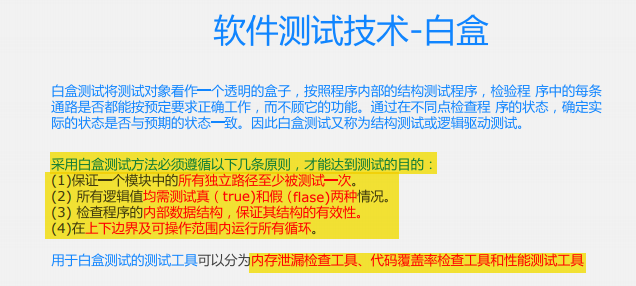 软件测试技术-白盒
白盒测试将测试对象看作一个透明的盒子，按照程序内部的结构测试程序，检验程 序中的每条
通路是否都能按预定要求正确工作，而不顾它的功能。通过在不同点检查程 序的状态，确定实
际的状态是否与预期的状态一致。因此白盒测试又称为结构测试或逻辑驱动测试。
采用白盒测试方法必须遵循以下几条原则，才能达到测试的目的：
(1)保证一个模块中的所有独立路径至少被测试一次。
(2) 所有逻辑值均需测试真（true)和假 (flase)两种情况。
(3) 检查程序的内部数据结构，保证其结构的有效性。
(4)在上下边界及可操作范围内运行所有循环。
用于白盒测试的测试工具可以分为内存泄漏检查工具、代码覆盖率检查工具和性能测试工具